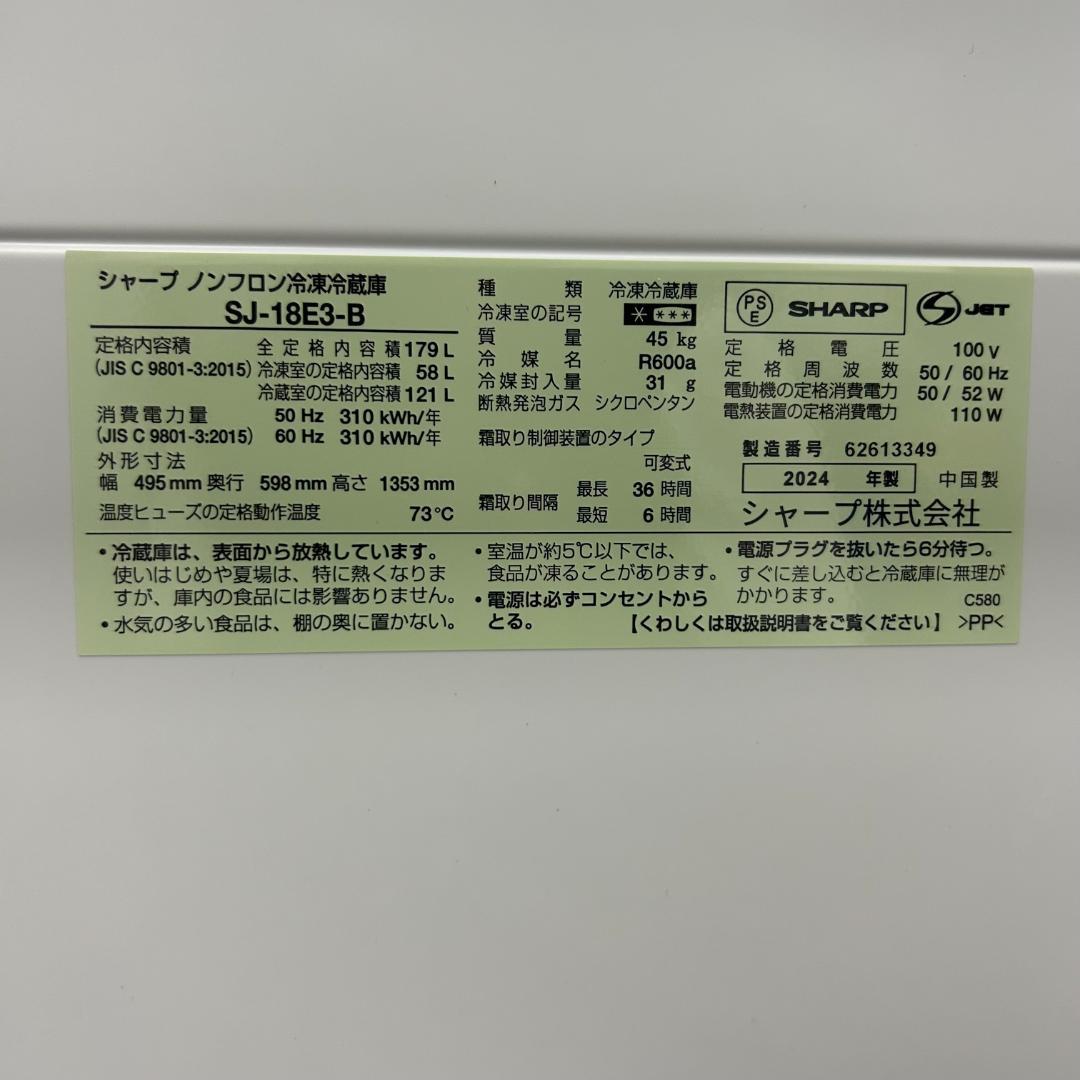 シャープ ノンフロン冷凍冷蔵庫
SJ-18E3-B
定格内容積 全定格内容積 179 L
(JIS C 9801-3:2015) 冷凍室の定格内容積 58 L
冷蔵室の定格内容積 121 L
消費電力量 50 Hz 310 kWh/年
(JIS C 9801-3:2015) 60 Hz 310 kWh/年
外形寸法
幅 495 mm 奥行 598 mm 高さ 1353 mm
温度ヒューズの定格動作温度 73℃
種類 冷凍冷蔵庫
冷凍室の記号 * ***
質量 45 kg
冷媒名 R600a
冷媒封入量 31 g
断熱発泡ガス シクロペンタン
霜取り制御装置のタイプ
可変式
霜取り間隔 最長 36 時間
最短 6 時間
PSE SHARP JET
定格電圧 100 V
定格周波数 50 / 60 Hz
電動機の定格消費電力 50 / 52 W
電熱装置の定格消費電力 110 W
製造番号 62613349
2024 年製 中国製
シャープ株式会社
・冷蔵庫は、表面から放熱しています。
使いはじめや夏場は、特に熱くなりま
すが、庫内の食品には影響ありません。
・水気の多い食品は、棚の奥に置かない。
・室温が約5℃以下では、
食品が凍ることがあります。
・電源は必ずコンセントから
とる。
・電源プラグを抜いたら6分待つ。
すぐに差し込むと冷蔵庫に無理が
かかります。 C580
【くわしくは取扱説明書をご覧ください】 >PP<